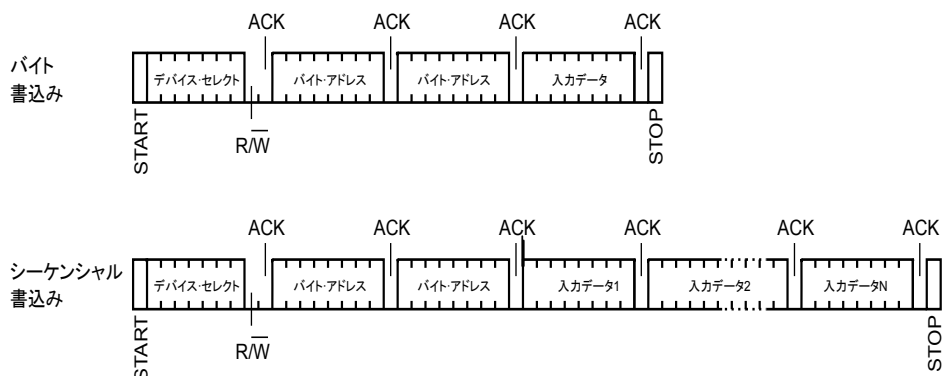 ACK ACK ACK ACK
バイト
書込み
デバイス・セレクト バイト・アドレス バイト・アドレス 入力データ
START
R/W
STOP
ACK ACK ACK ACK ACK ACK
シーケンシャル
書込み
デバイス・セレクト バイト・アドレス バイト・アドレス 入力データ1 入力データ2 入力データN
START
R/W
STOP